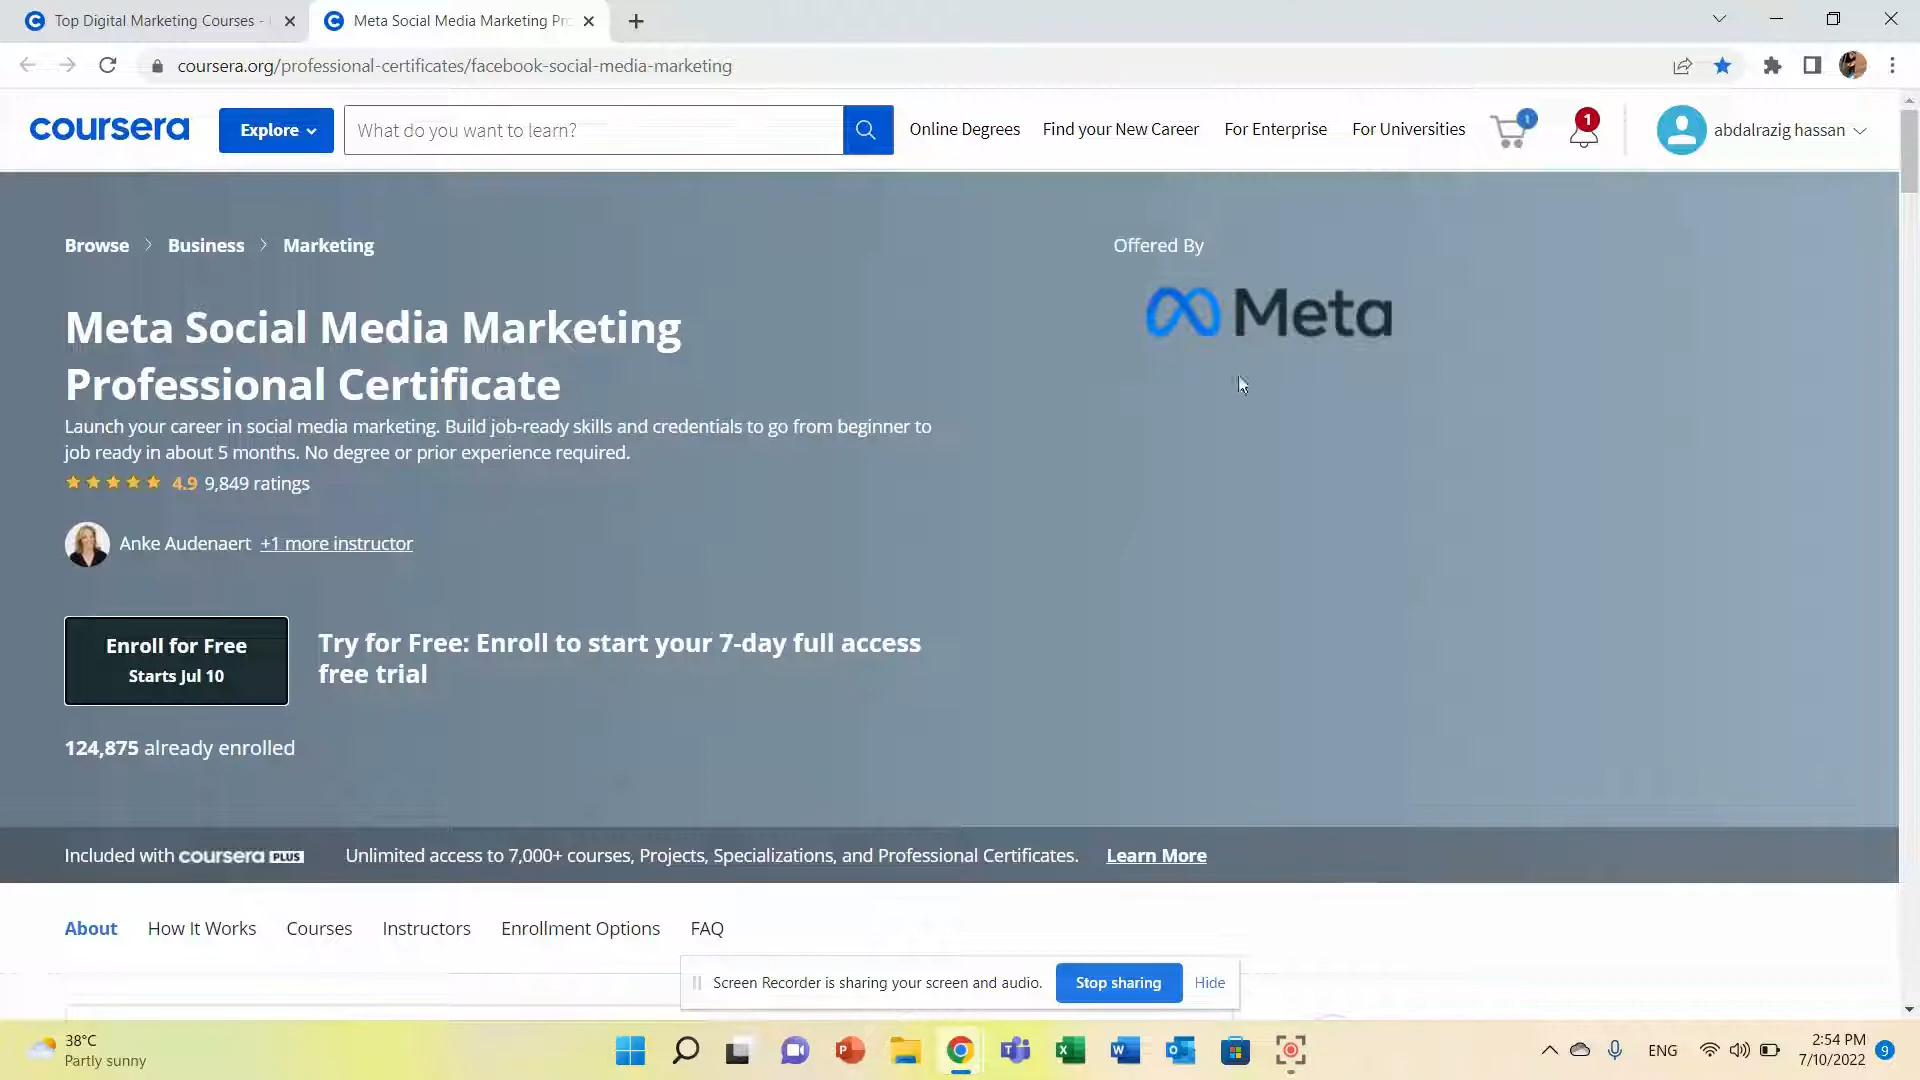 Top Digital Marketing Courses -
Meta Social Media Marketing Pro
coursera.org/professional-certificates/facebook-social-media-marketing
coursera
Explore
What do you want to learn?
Online Degrees
Find your New Career
For Enterprise
For Universities
1
1
abdalrazig hassan
Browse
Business
Marketing
Offered By
Meta
Meta Social Media Marketing
Professional Certificate
Launch your career in social media marketing. Build job-ready skills and credentials to go from beginner to
job ready in about 5 months. No degree or prior experience required.
4.9 9,849 ratings
Anke Audenaert +1 more instructor
Enroll for Free
Starts Jul 10
Try for Free: Enroll to start your 7-day full access
free trial
124,875 already enrolled
Included with coursera PLUS
Unlimited access to 7,000+ courses, Projects, Specializations, and Professional Certificates.
Learn More
About
How It Works
Courses
Instructors
Enrollment Options
FAQ
Screen Recorder is sharing your screen and audio.
Stop sharing
Hide
38°C
Partly sunny
ENG
2:54 PM
7/10/2022
9